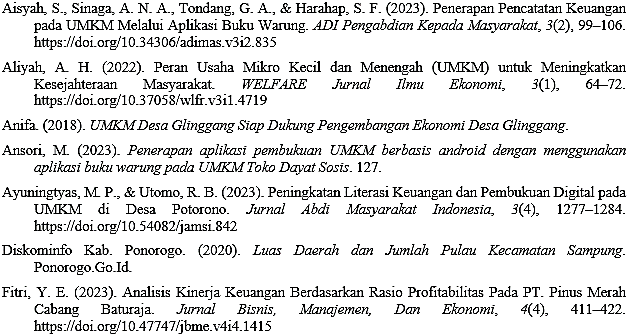 Aisyah, S., Sinaga, A. N. A., Tondang, G. A., & Harahap, S. F. (2023). Penerapan Pencatatan Keuangan
pada UMKM Melalui Aplikasi Buku Warung. ADI Pengabdian Kepada Masyarakat, 3(2), 99–106.
https://doi.org/10.34306/adimas.v3i2.835
Aliyah, A. H. (2022). Peran Usaha Mikro Kecil dan Menengah (UMKM) untuk Meningkatkan
Kesejahteraan Masyarakat. WELFARE Jurnal Ilmu Ekonomi, 3(1), 64–72.
https://doi.org/10.37058/wlfr.v3i1.4719
Anifa. (2018). UMKM Desa Glinggang Siap Dukung Pengembangan Ekonomi Desa Glinggang.
Ansori, M. (2023). Penerapan aplikasi pembukuan UMKM berbasis android dengan menggunakan
aplikasi buku warung pada UMKM Toko Dayat Sosis. 127.
Ayuningtyas, M. P., & Utomo, R. B. (2023). Peningkatan Literasi Keuangan dan Pembukuan Digital pada
UMKM di Desa Potorono. Jurnal Abdi Masyarakat Indonesia, 3(4), 1277–1284.
https://doi.org/10.54082/jamsi.842
Diskominfo Kab. Ponorogo. (2020). Luas Daerah dan Jumlah Pulau Kecamatan Sampung.
Ponorogo.Go.Id.
Fitri, Y. E. (2023). Analisis Kinerja Keuangan Berdasarkan Rasio Profitabilitas Pada PT. Pinus Merah
Cabang Baturaja. Jurnal Bisnis, Manajemen, Dan Ekonomi, 4(4), 411–422.
https://doi.org/10.47747/jbme.v4i4.1415